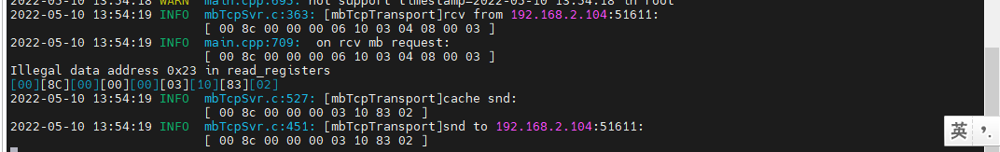 2022-05-10 13:54:18 WARN  main.cpp:695: not support timestamp=2022-05-10 13:54:18 in root
2022-05-10 13:54:19 INFO  mbTcpSvr.c:363: [mbTcpTransport]rcv from 192.168.2.104:51611:
[ 00 8c 00 00 00 06 10 03 04 08 00 03 ]
2022-05-10 13:54:19 INFO  main.cpp:709:  on rcv mb request:
[ 00 8c 00 00 00 06 10 03 04 08 00 03 ]
Illegal data address 0x23 in read_registers
[00][8C][00][00][00][03][10][83][02]
2022-05-10 13:54:19 INFO  mbTcpSvr.c:527: [mbTcpTransport]cache snd:
[ 00 8c 00 00 00 03 10 83 02 ]
2022-05-10 13:54:19 INFO  mbTcpSvr.c:451: [mbTcpTransport]snd to 192.168.2.104:51611:
[ 00 8c 00 00 00 03 10 83 02 ]
英